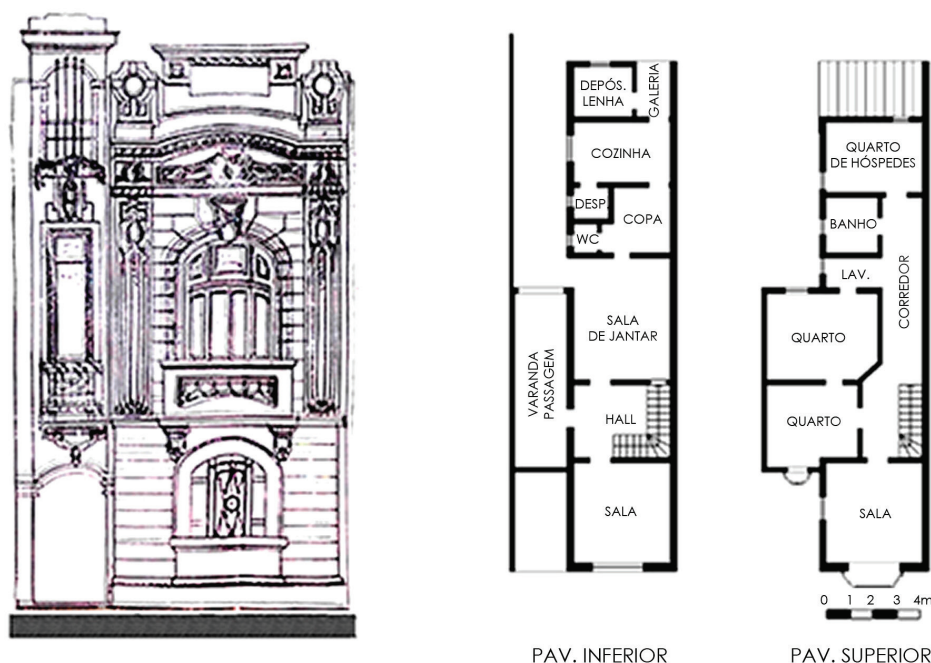 DEPÓS.
LENHA
GALERIA
COZINHA
DESP.
COPA
WC
SALA
DE JANTAR
VARANDA
PASSAGEM
HALL
SALA
PAV. INFERIOR
QUARTO
DE HÓSPEDES
BANHO
LAV.
CORREDOR
QUARTO
QUARTO
SALA
0 1 2 3 4m
PAV. SUPERIOR